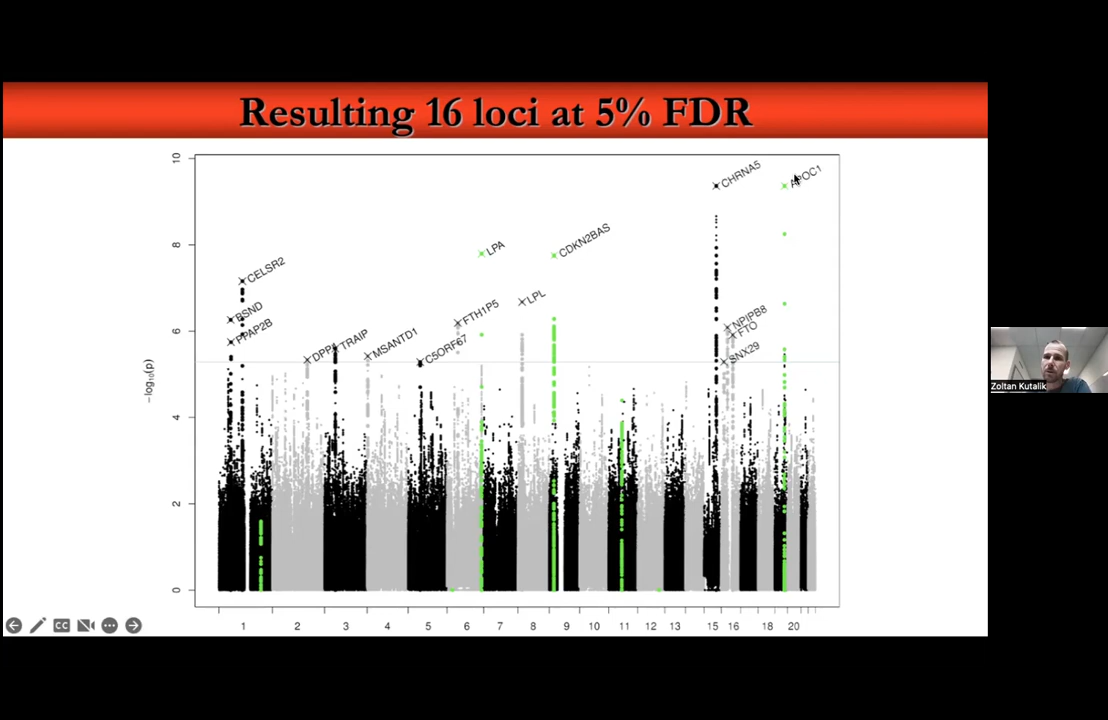 Resulting 16 loci at 5% FDR
10
8
6
4
2
0
−log10(p)
CHRNA5
APOC1
LPA
CDKN2BAS
CELSR2
LPL
BSND
FTH1P5
NPIPB8
PPAP2B
FTO
DPPA
TRAIP
MSANTD1
C5ORF67
SNX29
1 2 3 4 5 6 7 8 9 10 11 12 13 15 16 18 20
CC
Zoltan Kutalik